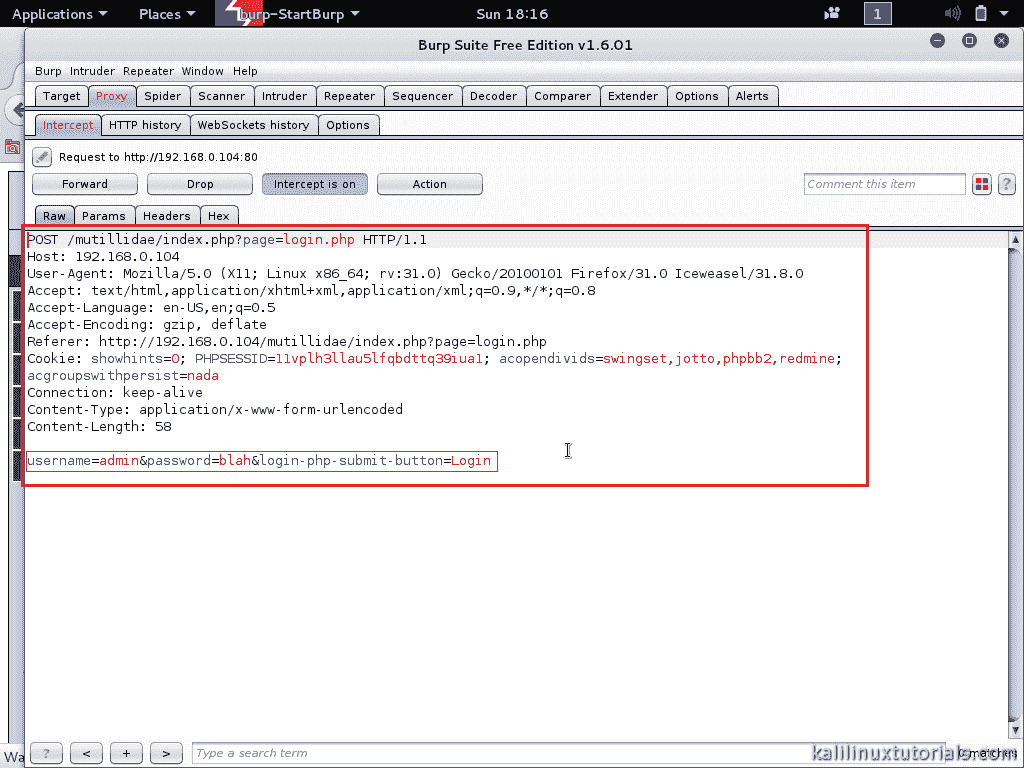 Applications Places burp-StartBurp Sun 18:16 1
Burp Suite Free Edition v1.6.01
Burp Intruder Repeater Window Help
Target Proxy Spider Scanner Intruder Repeater Sequencer Decoder Comparer Extender Options Alerts
Intercept HTTP history WebSockets history Options
Request to http://192.168.0.104:80
Forward Drop Intercept is on Action Comment this item ?
Raw Params Headers Hex
POST /mutillidae/index.php?page=login.php HTTP/1.1
Host: 192.168.0.104
User-Agent: Mozilla/5.0 (X11; Linux x86_64; rv:31.0) Gecko/20100101 Firefox/31.0 Iceweasel/31.8.0
Accept: text/html,application/xhtml+xml,application/xml;q=0.9,*/*;q=0.8
Accept-Language: en-US,en;q=0.5
Accept-Encoding: gzip, deflate
Referer: http://192.168.0.104/mutillidae/index.php?page=login.php
Cookie: showhints=0; PHPSESSID=11vplh3llau5lfqbdttq39iua1; acopendivids=swingset,jotto,phpbb2,redmine;
acgroupswithpersist=nada
Connection: keep-alive
Content-Type: application/x-www-form-urlencoded
Content-Length: 58
username=admin&password=blah&login-php-submit-button=Login
Wa ? < + > Type a search term 0 matches
kalilinuxtutorials.com